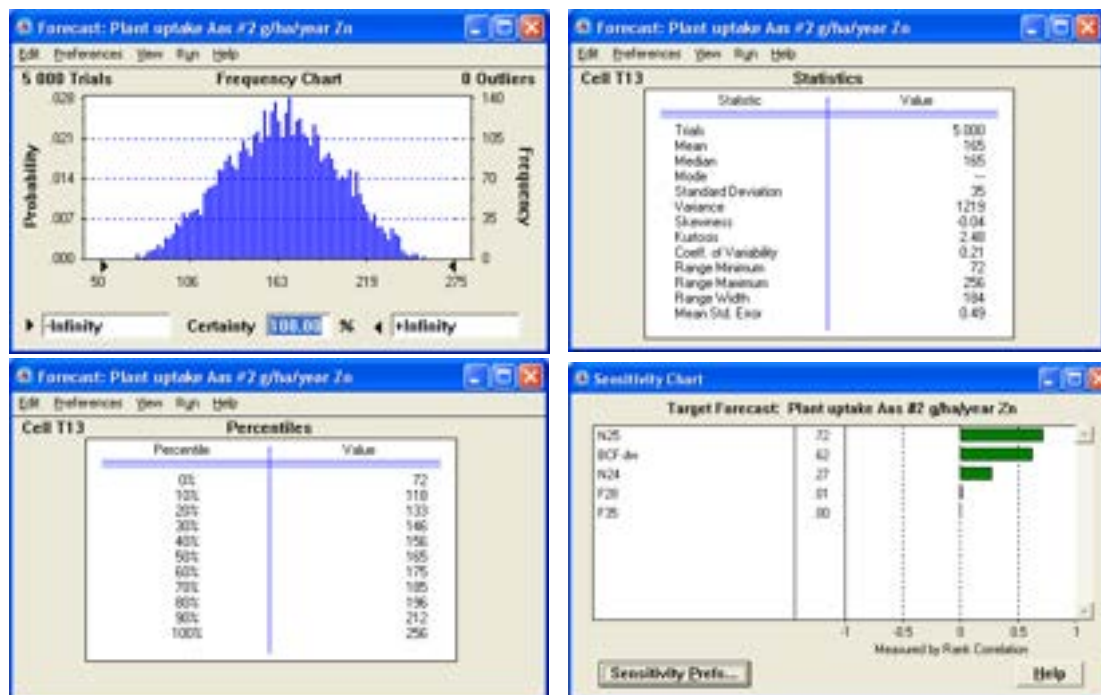 Forecast: Plant uptake Aas #2 g/ha/year Zn
Edit Preferences View Run Help
5 000 Trials Frequency Chart 0 Outliers
.028 140
.021 105
.014 70
.007 35
.000 0
Probability
Frequency
50 106 163 219 275
-Infinity Certainty 100.00 % +Infinity
Forecast: Plant uptake Aas #2 g/ha/year Zn
Edit Preferences View Run Help
Cell T13 Statistics
Statistic Value
Trials 5 000
Mean 165
Median 165
Mode --
Standard Deviation 35
Variance 1219
Skewness -0.04
Kurtosis 2.48
Coeff. of Variability 0.21
Range Minimum 72
Range Maximum 256
Range Width 184
Mean Std. Error 0.49
Forecast: Plant uptake Aas #2 g/ha/year Zn
Edit Preferences View Run Help
Cell T13 Percentiles
Percentile Value
0% 72
10% 118
20% 133
30% 146
40% 156
50% 165
60% 175
70% 185
80% 196
90% 212
100% 256
Sensitivity Chart
Target Forecast: Plant uptake Aas #2 g/ha/year Zn
N25 .72
BCF-dw .62
N24 .27
F28 .01
F35 .00
-1 -0.5 0 0.5 1
Measured by Rank Correlation
Sensitivity Prefs... Help